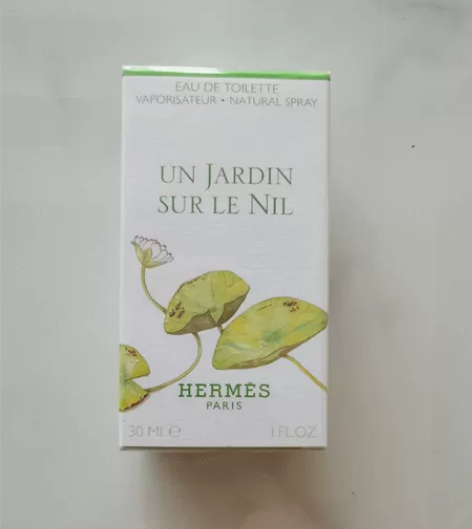 EAU DE TOILETTE
VAPORISATEUR • NATURAL SPRAY
UN JARDIN
SUR LE NIL
HERMÈS
PARIS
30 ML ℮ 1 FL.OZ.